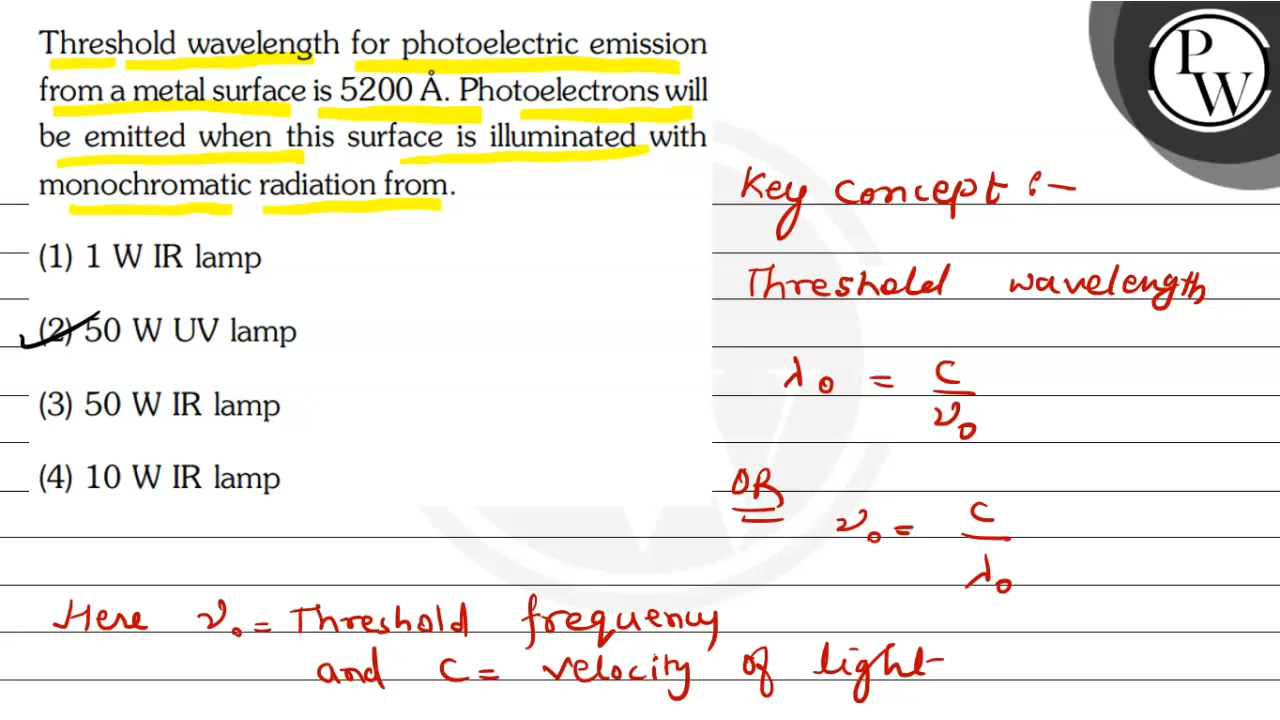 Threshold wavelength for photoelectric emission
from a metal surface is 5200 Å. Photoelectrons will
be emitted when this surface is illuminated with
monochromatic radiation from.
(1) 1 W IR lamp
(2) 50 W UV lamp
(3) 50 W IR lamp
(4) 10 W IR lamp
PW
Key concept :-
Threshold wavelength
λ₀ = c/ν₀
OR
ν₀ = c/λ₀
Here ν₀ = Threshold frequency
and c = velocity of light